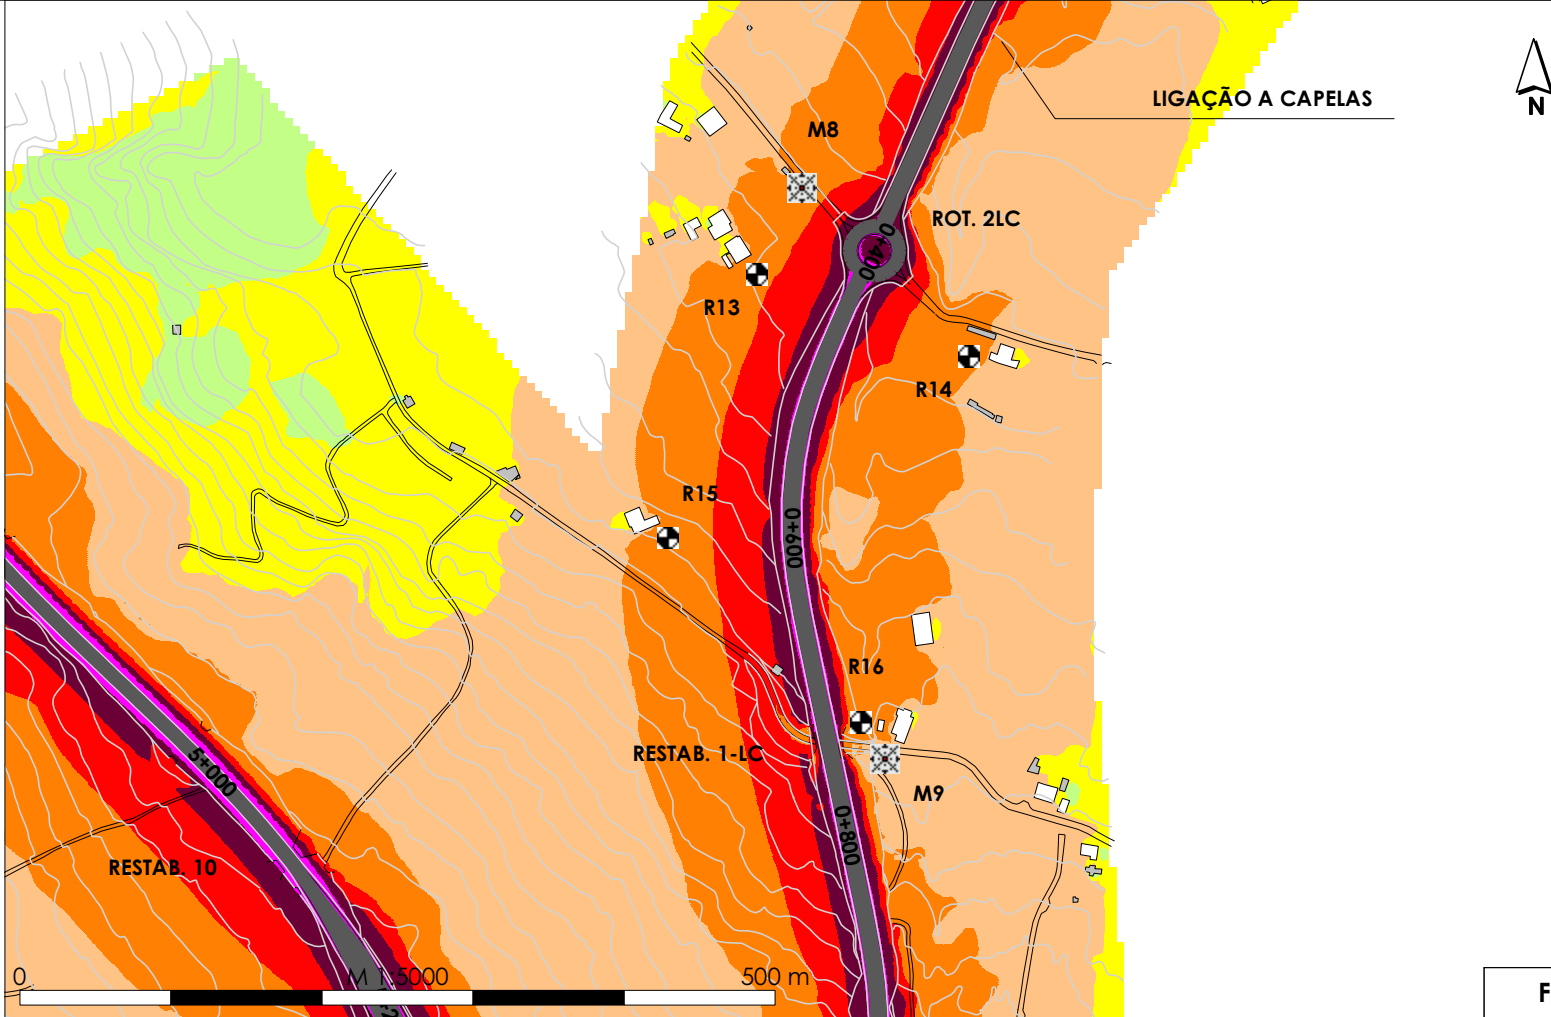 LIGAÇÃO A CAPELAS
N
M8
ROT. 2LC
0+400
R13
R14
R15
0+600
R16
RESTAB. 1-LC
5+000
M9
0+800
RESTAB. 10
0
M 1:5000
500 m
F